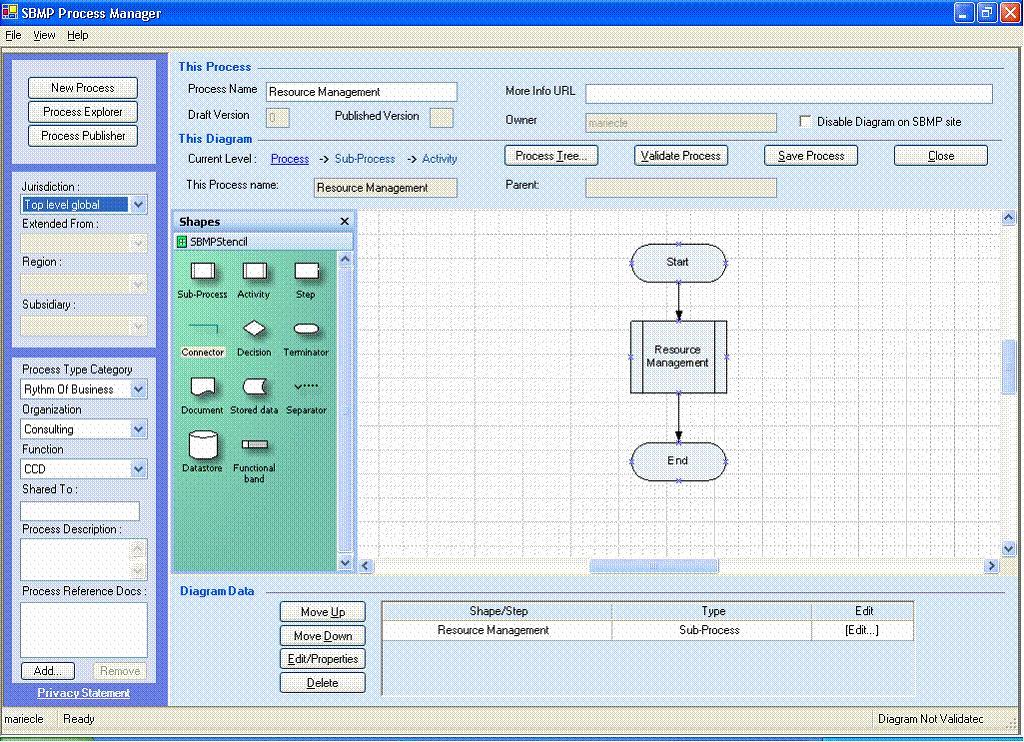 SBMP Process Manager
File View Help
New Process
Process Explorer
Process Publisher
Jurisdiction :
Top level global
Extended From :
Region :
Subsidiary :
Process Type Category
Rythm Of Business
Organization
Consulting
Function
CCD
Shared To :
Process Description :
Process Reference Docs :
Add... Remove
Privacy Statement
This Process
Process Name Resource Management More Info URL
Draft Version 0 Published Version Owner mariecle Disable Diagram on SBMP site
This Diagram
Current Level : Process -> Sub-Process -> Activity Process Tree... Validate Process Save Process Close
This Process name: Resource Management Parent:
Shapes
SBMPStencil
Sub-Process Activity Step
Connector Decision Terminator
Document Stored data Separator
Datastore Functional band
Start
Resource
Management
End
Diagram Data
Move Up
Move Down
Edit/Properties
Delete
Shape/Step Type Edit
Resource Management Sub-Process [Edit...]
mariecle Ready Diagram Not Validatec